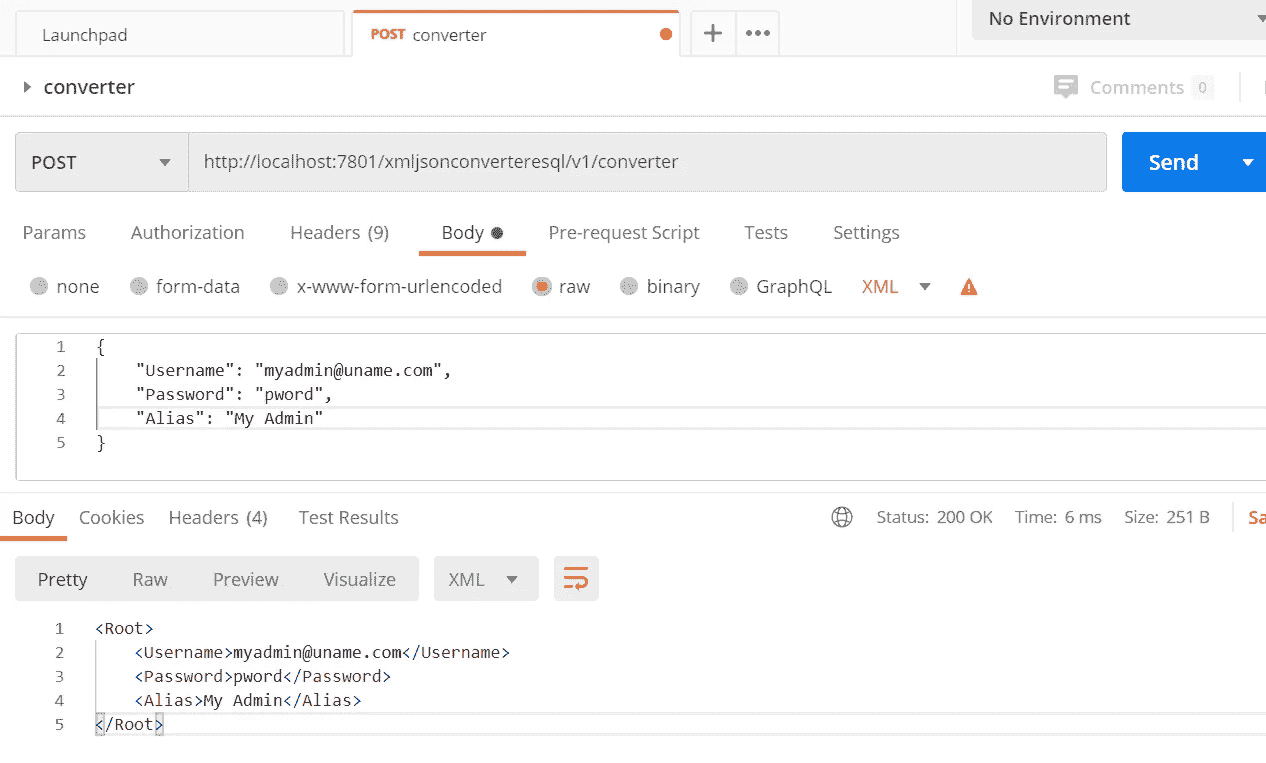 Launchpad
POST converter
No Environment
converter
Comments 0
POST
http://localhost:7801/xmljsonconverteresql/v1/converter
Send
Params Authorization Headers (9) Body Pre-request Script Tests Settings
none form-data x-www-form-urlencoded raw binary GraphQL XML
1 {
2 "Username": "myadmin@uname.com",
3 "Password": "pword",
4 "Alias": "My Admin"
5 }
Body Cookies Headers (4) Test Results Status: 200 OK Time: 6 ms Size: 251 B Sa
Pretty Raw Preview Visualize XML
1 <Root>
2 <Username>myadmin@uname.com</Username>
3 <Password>pword</Password>
4 <Alias>My Admin</Alias>
5 </Root>